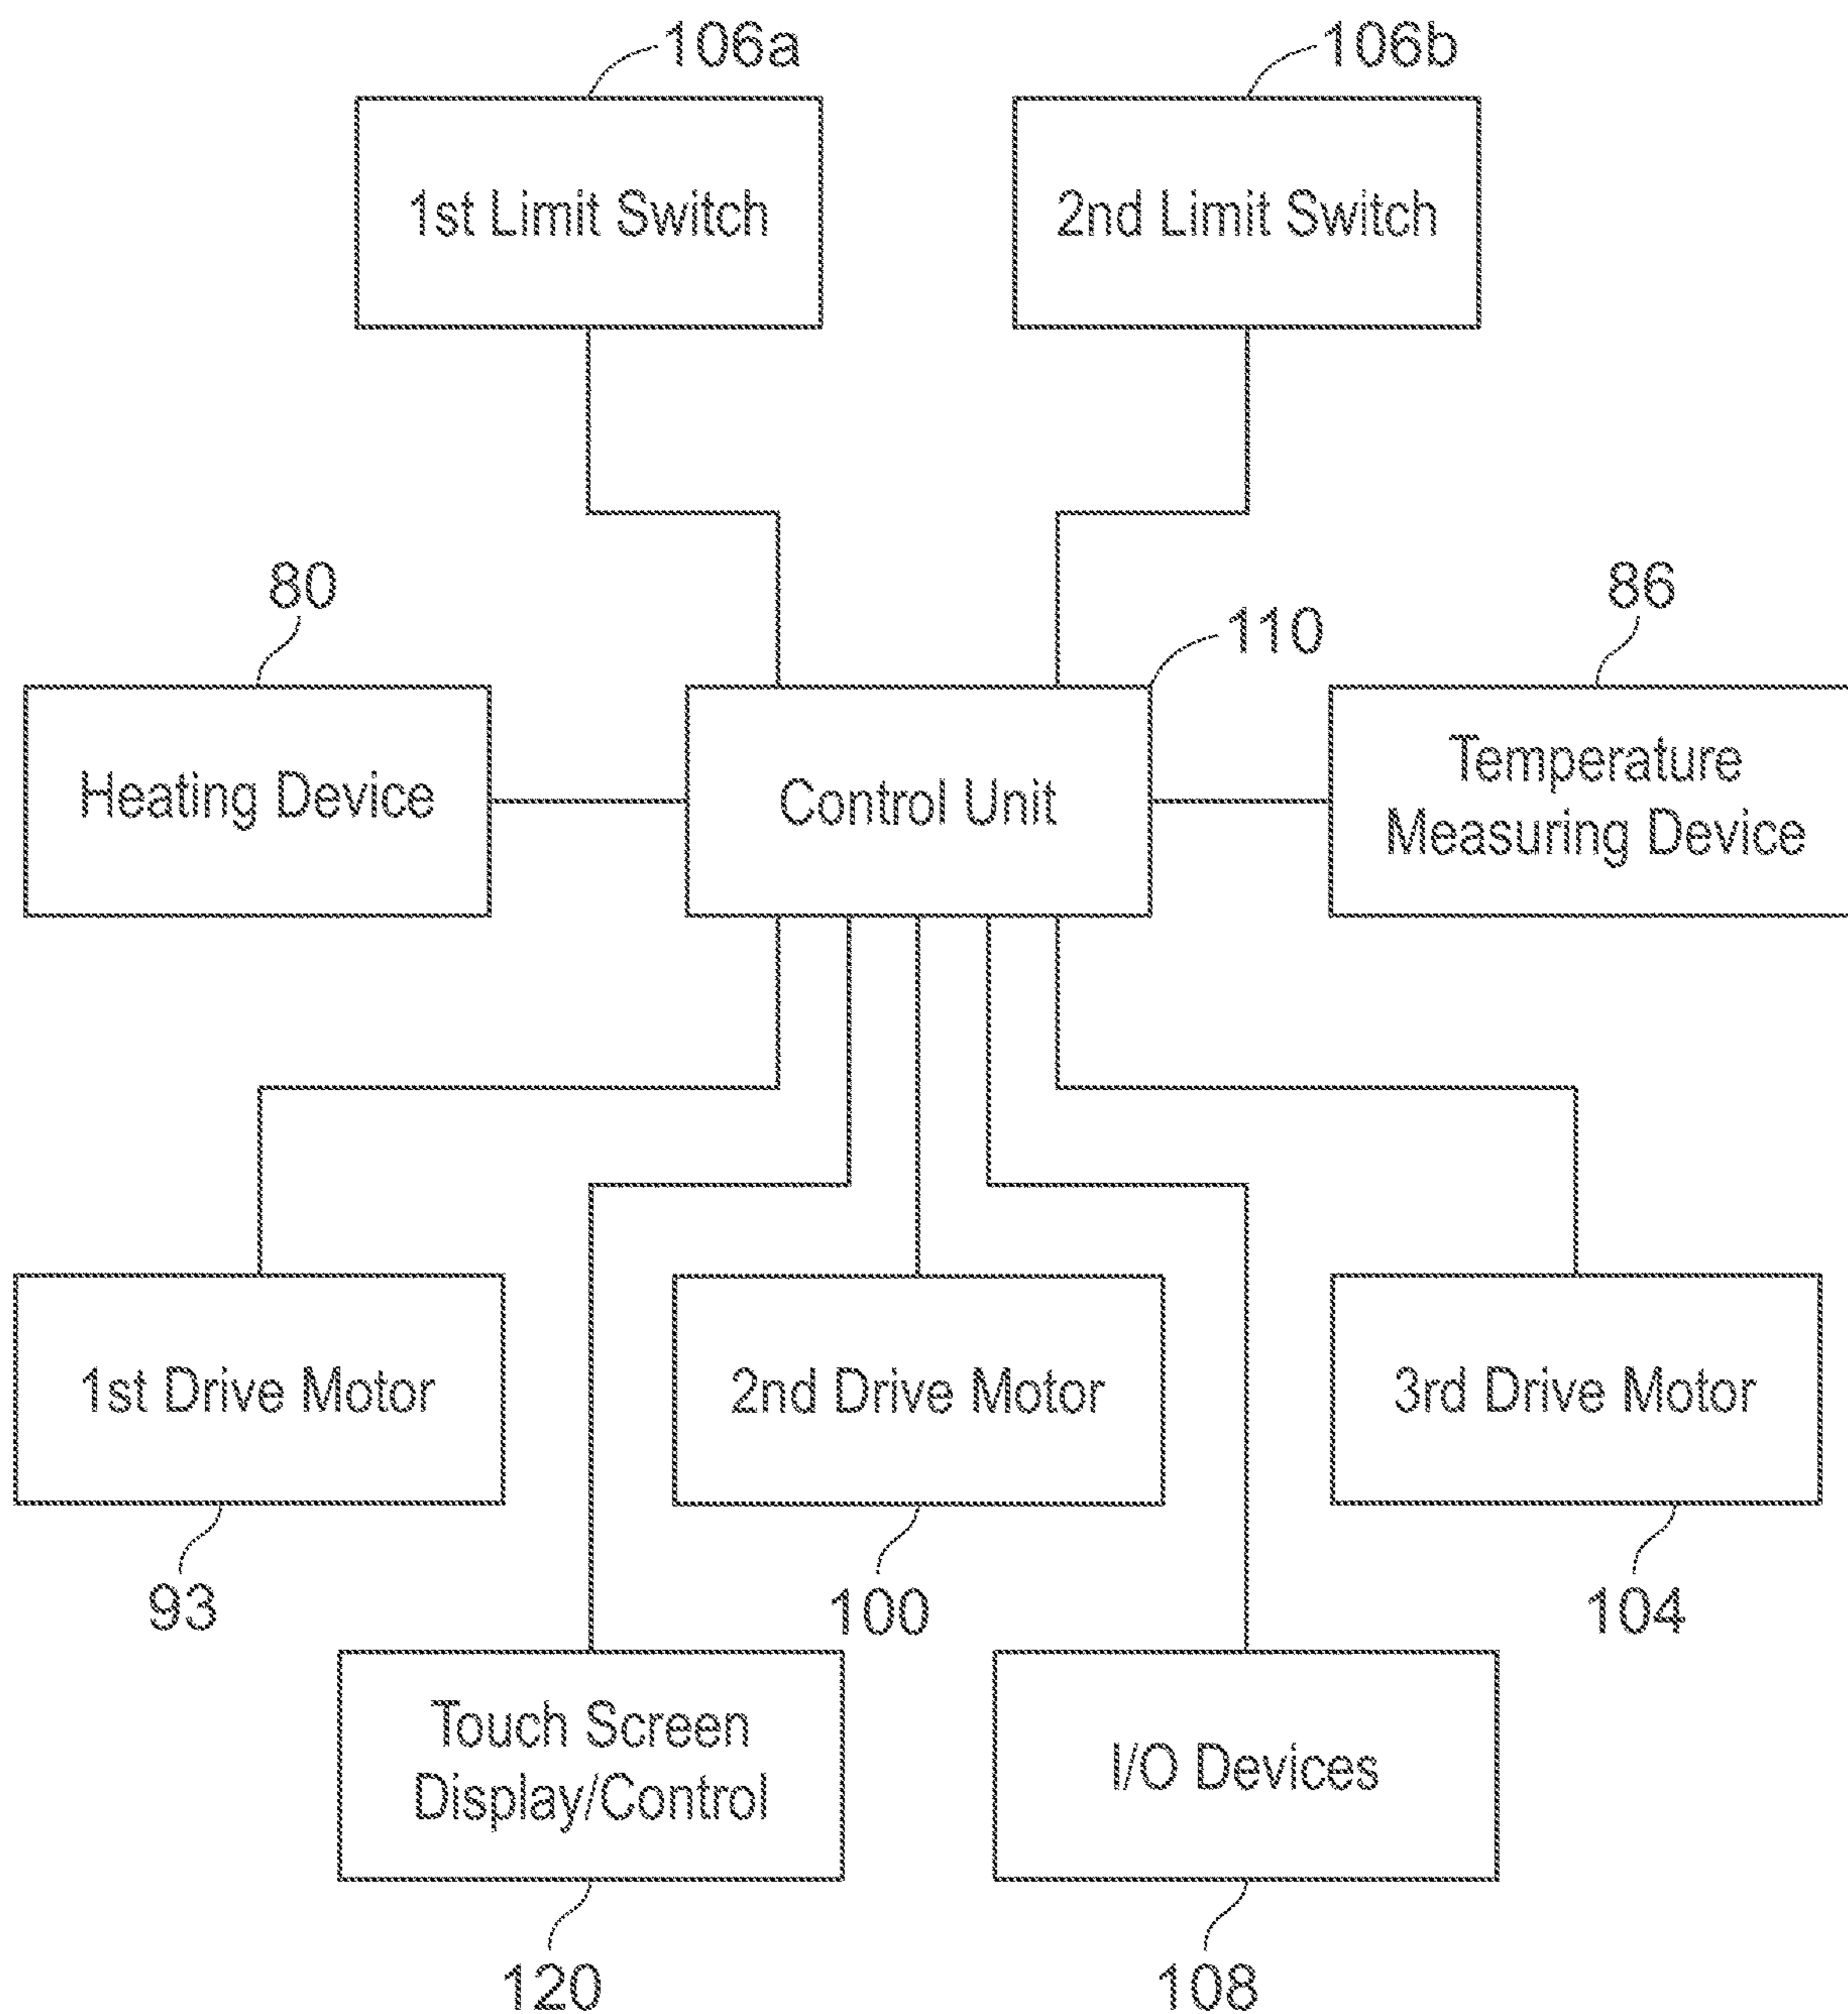 106a
106b
1st Limit Switch
2nd Limit Switch
80
86
110
Heating Device
Control Unit
Temperature
Measuring Device
1st Drive Motor
2nd Drive Motor
3rd Drive Motor
93
100
104
Touch Screen
Display/Control
I/O Devices
120
108